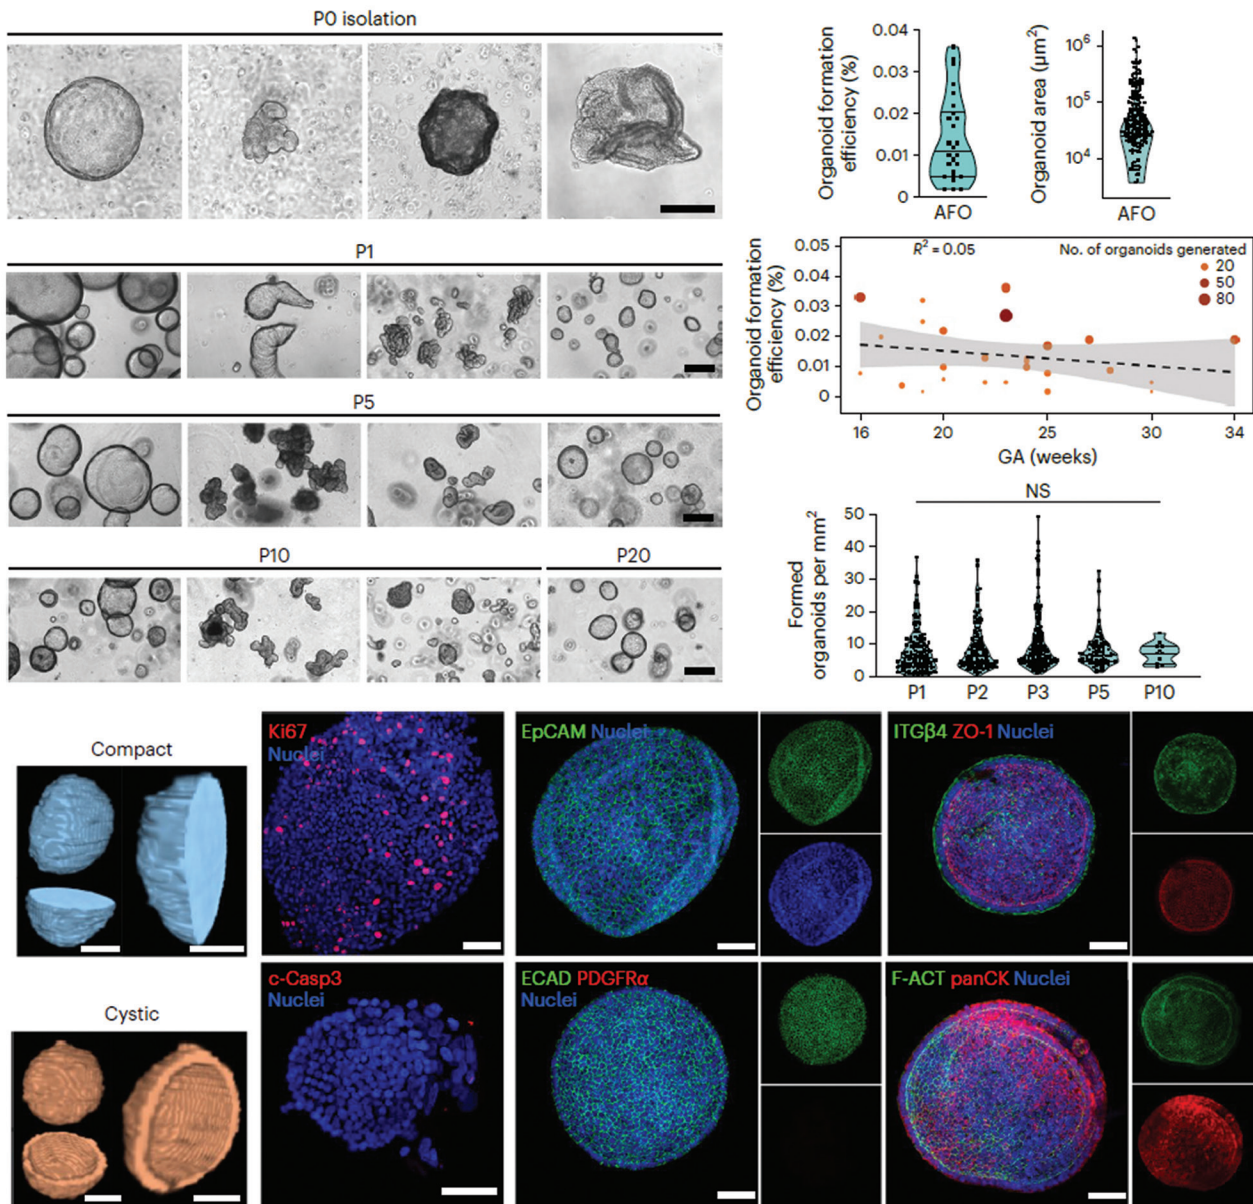 P0 isolation
P1
P5
P10
P20
Organoid formation
efficiency (%)
0.04
0.03
0.02
0.01
0
AFO
Organoid area (µm²)
10⁶
10⁵
10⁴
AFO
Organoid formation
efficiency (%)
0.05
0.04
0.03
0.02
0.01
0
R² = 0.05
No. of organoids generated
20
50
80
16
20
25
30
34
GA (weeks)
NS
Formed
organoids per mm²
50
40
30
20
10
0
P1
P2
P3
P5
P10
Compact
Ki67
Nuclei
EpCAM Nuclei
ITGβ4 ZO-1 Nuclei
Cystic
c-Casp3
Nuclei
ECAD PDGFRα
Nuclei
F-ACT panCK Nuclei